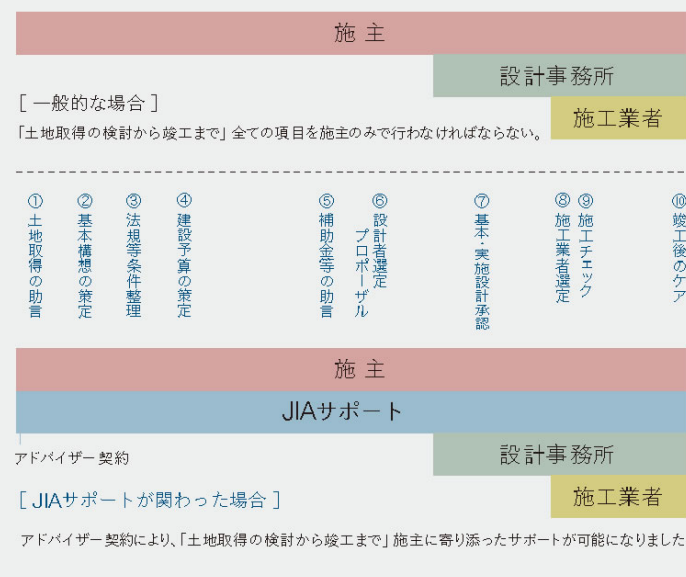 施主
設計事務所
［一般的な場合］
施工業者
「土地取得の検討から竣工まで」全ての項目を施主のみで行わなければならない。
①土地取得の助言
②基本構想の策定
③法規等条件整理
④建設予算の策定
⑤補助金等の助言
⑥設計者選定
プロポーザル
⑦基本・実施設計承認
⑧施工業者選定
⑨施工チェック
⑩竣工後のケア
施主
JIAサポート
アドバイザー契約
設計事務所
［JIAサポートが関わった場合］
施工業者
アドバイザー契約により、「土地取得の検討から竣工まで」施主に寄り添ったサポートが可能になりました